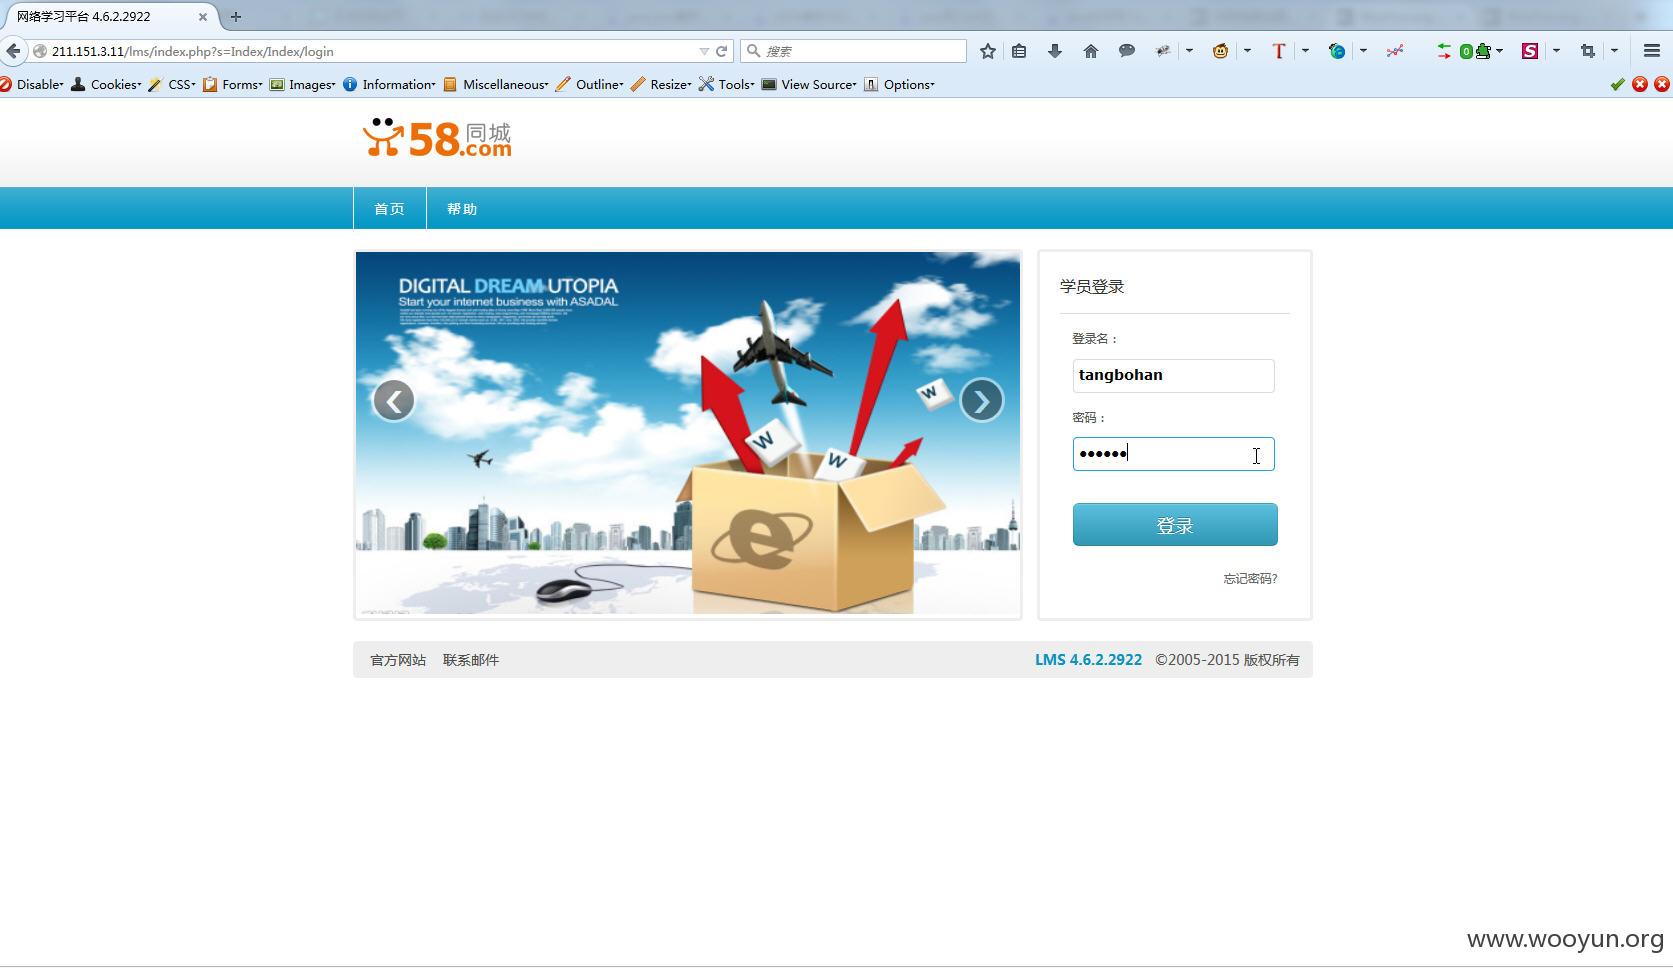 网络学习平台 4.6.2.2922
211.151.3.11/lms/index.php?s=Index/Index/login
搜索
T
0
S
Disable Cookies CSS Forms Images Information Miscellaneous Outline Resize Tools View Source Options
58.com 同城
首页 帮助
DIGITAL DREAM UTOPIA
Start your internet business with ASADAL
W
W
W
e
学员登录
登录名：
tangbohan
密码：
••••••
登录
忘记密码?
官方网站 联系邮件 LMS 4.6.2.2922 ©2005-2015 版权所有
www.wooyun.org